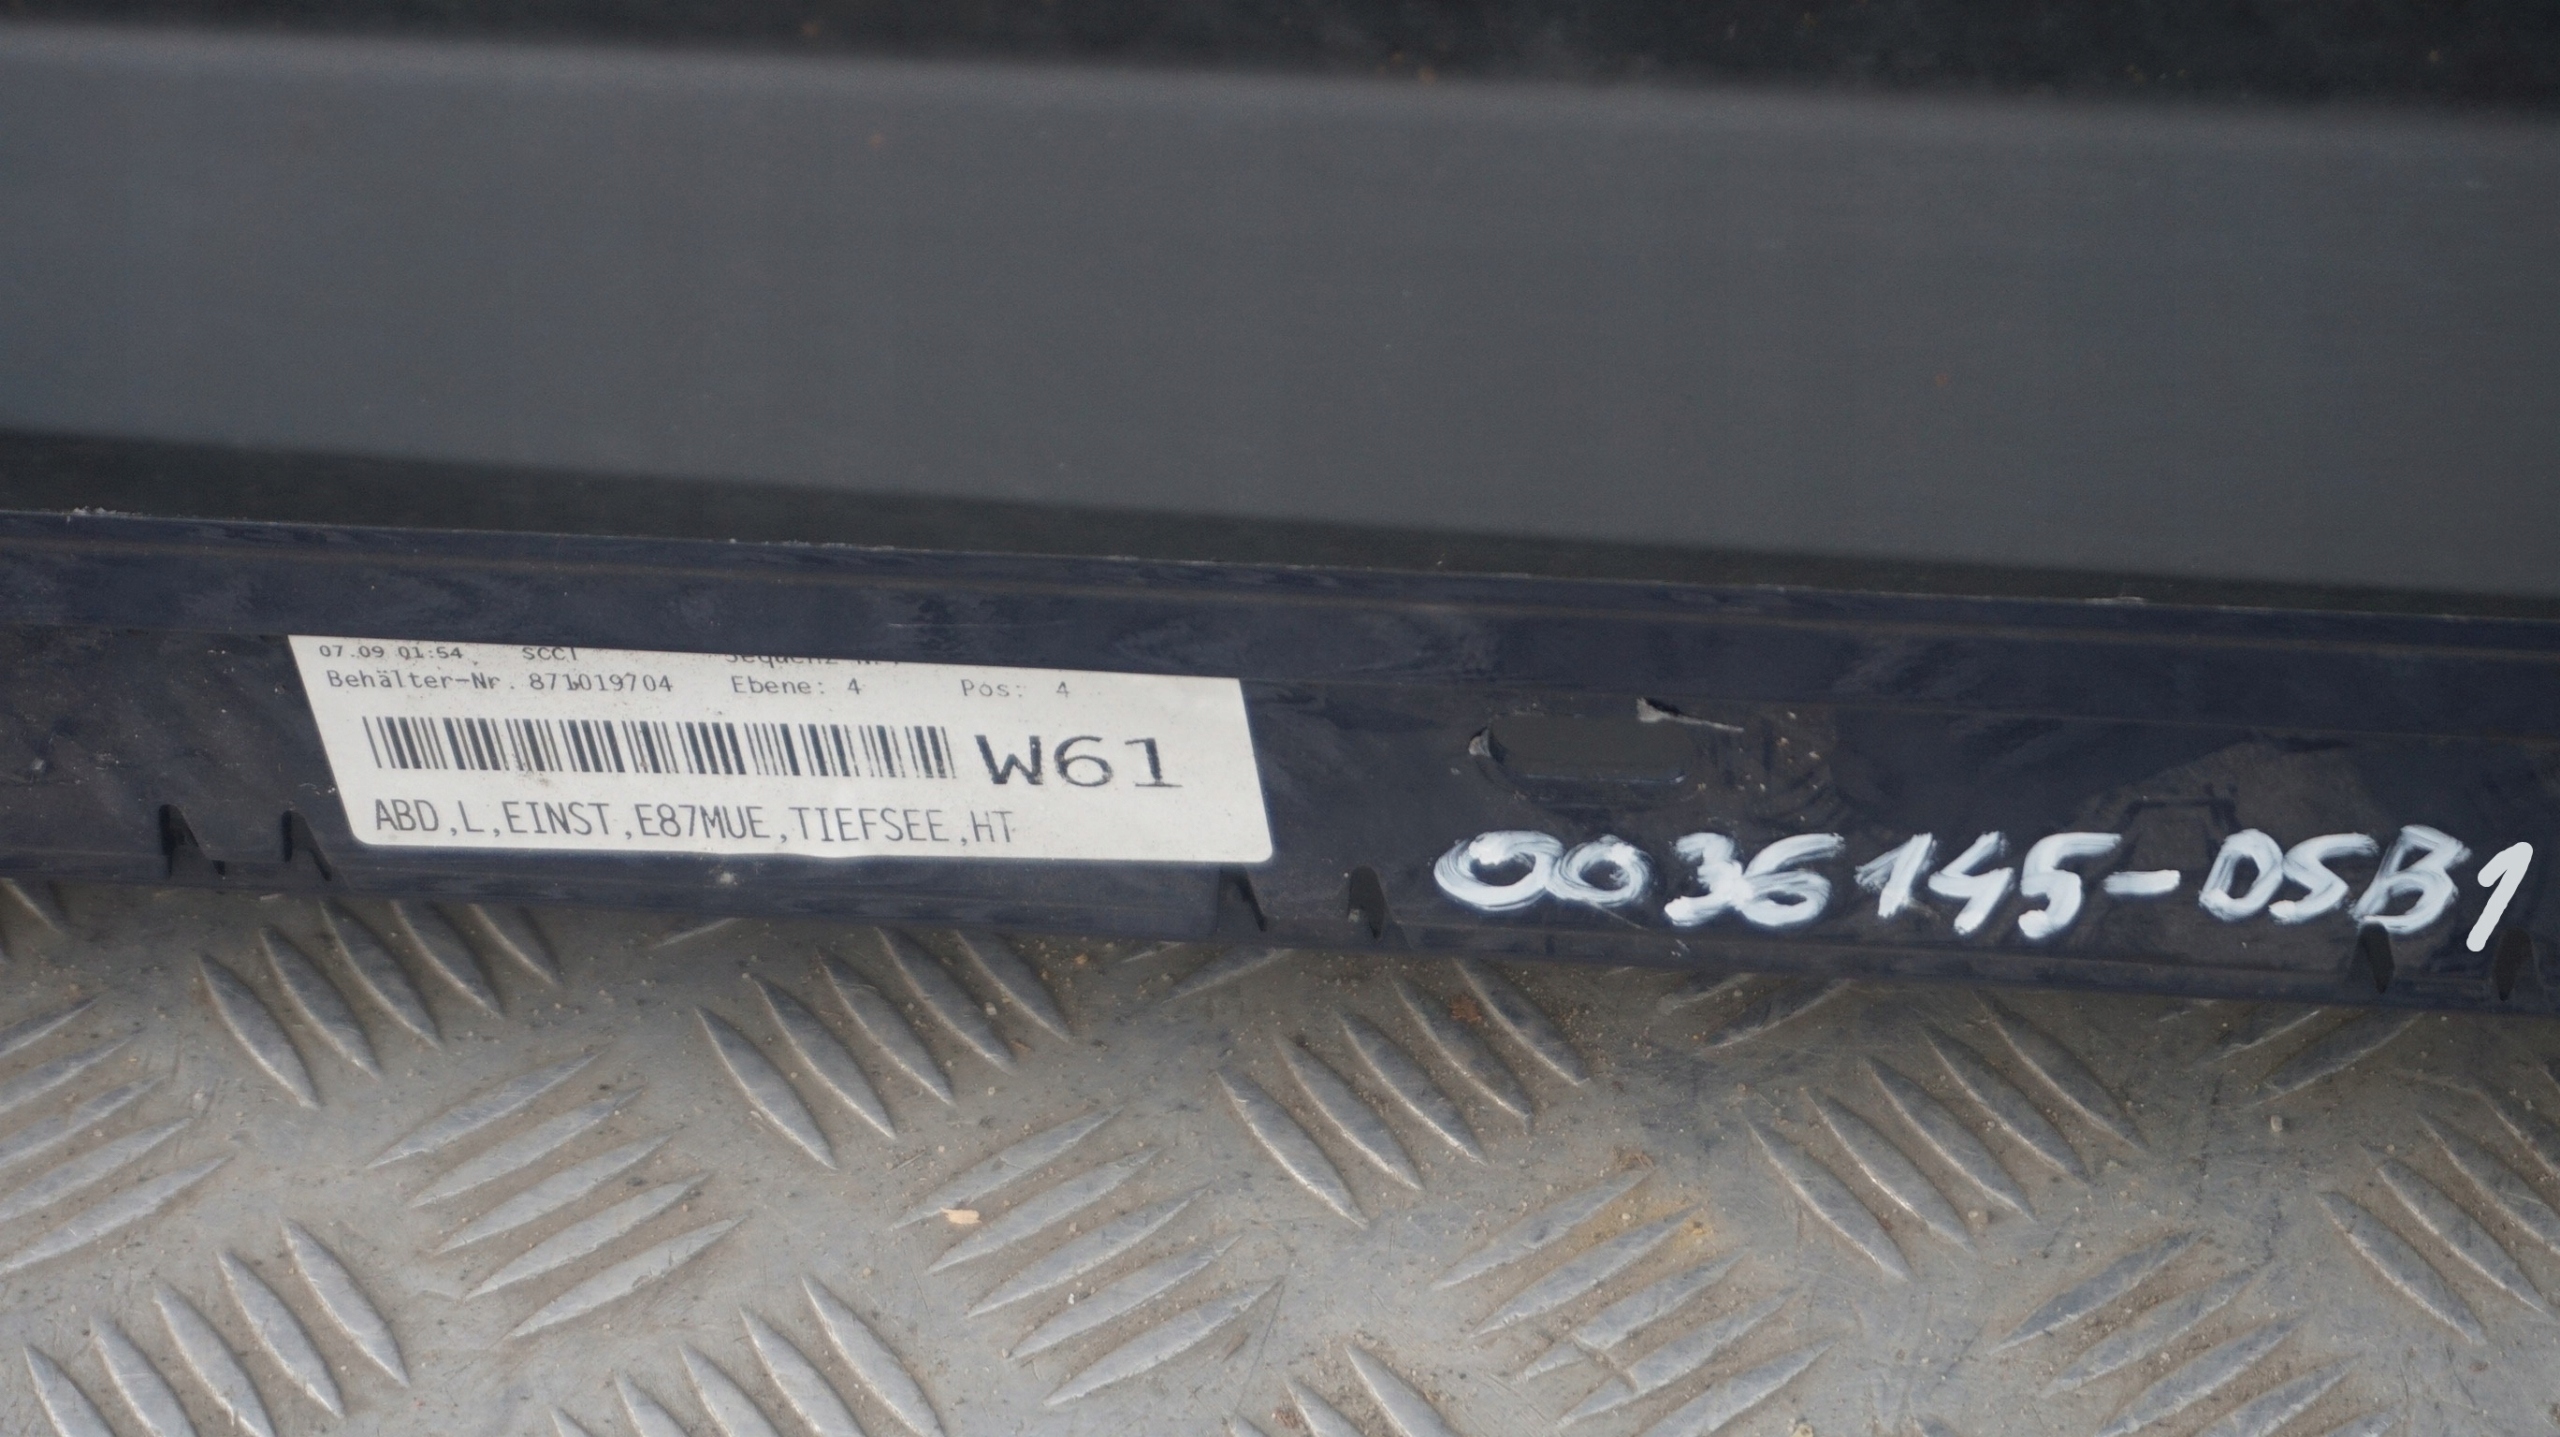 07.09 01:54 SCCT
Behälter-Nr. 871019704 Ebene: 4 Pos: 4
W61
ABD,L,EINST,E87MUE,TIEFSEE,HT
0036145-DSB1